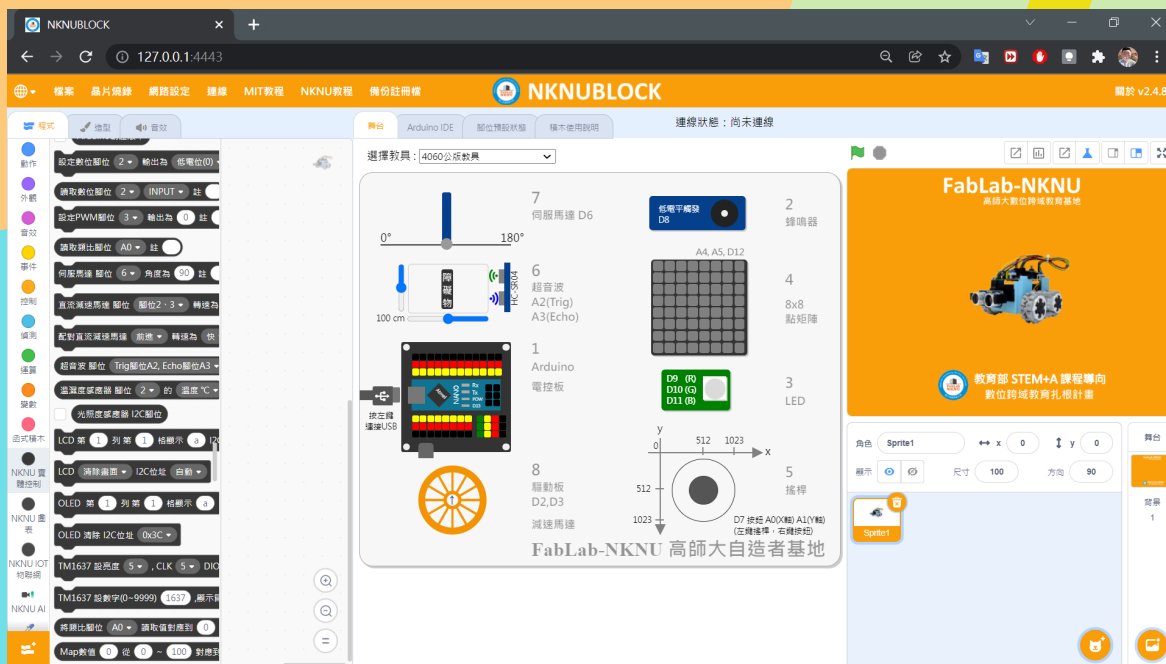 NKNUBLOCK
127.0.0.1:4443
檔案 晶片燒錄 網路設定 連線 MIT教程 NKNU教程 備份註冊檔
NKNUBLOCK
關於 v2.4.8
程式 造型 音效
舞台 Arduino IDE 腳位預設狀態 積木使用說明
連線狀態：尚未連線
動作
外觀
音效
事件
控制
偵測
運算
變數
函式積木
NKNU 實
體控制
NKNU 圖
表
NKNU IOT
物聯網
NKNU AI
設定數位腳位 2 輸出為 低電位(0)
讀取數位腳位 2 INPUT 註
設定PWM腳位 3 輸出為 0 註
讀取類比腳位 A0 註
伺服馬達 腳位 6 角度為 90 註
直流減速馬達 腳位 腳位2、3 轉速為
配對直流減速馬達 前進 轉速為 快
超音波 腳位 Trig腳位A2, Echo腳位A3
溫濕度感應器 腳位 2 的 溫度 °C
光照度感應器 I2C腳位
LCD 第 1 列 第 1 格顯示 a I2C
LCD 清除畫面 I2C位址 自動
OLED 第 1 列 第 1 格顯示 a
OLED 清除 I2C位址 0x3C
TM1637 設亮度 5 , CLK 5 DIO
TM1637 設數字(0~9999) 1637 ,顯示
將類比腳位 A0 讀取值對應到 0
Map數值 0 從 0 ~ 100 對應到
選擇教具：4060公版教具
0° 180°
7
伺服馬達 D6
低電平觸發
D8
2
蜂鳴器
障
礙
物
HC-SR04
100 cm
6
超音波
A2(Trig)
A3(Echo)
A4, A5, D12
4
8x8
點矩陣
1
Arduino
電控板
NANO
Rx
Tx
POW
D13
按左鍵
連接USB
D9 (R)
D10 (G)
D11 (B)
3
LED
8
驅動板
D2,D3
減速馬達
y
0 512 1023
x
512
1023
5
搖桿
D7 按鈕 A0(X軸) A1(Y軸)
(左鍵搖桿，右鍵按鈕)
FabLab-NKNU 高師大自造者基地
FabLab-NKNU
高師大數位跨域教育基地
教育部 STEM+A 課程導向
數位跨域教育扎根計畫
角色 Sprite1 x 0 y 0
顯示 尺寸 100 方向 90
Sprite1
舞台
背景
1